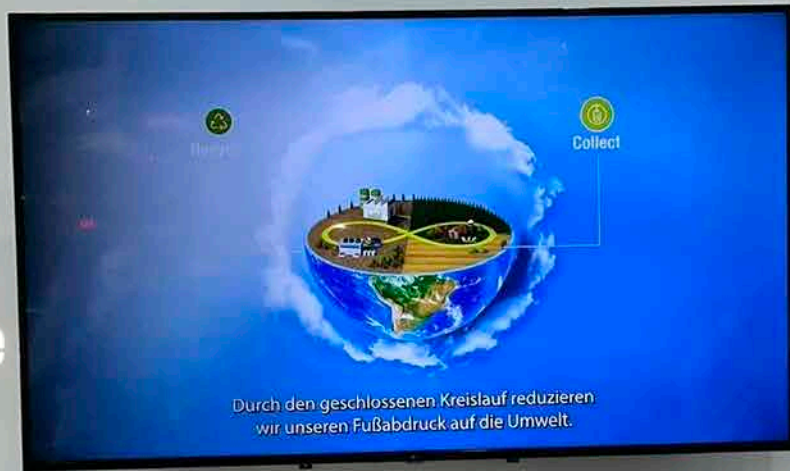 Collect
Durch den geschlossenen Kreislauf reduzieren
wir unseren Fußabdruck auf die Umwelt.